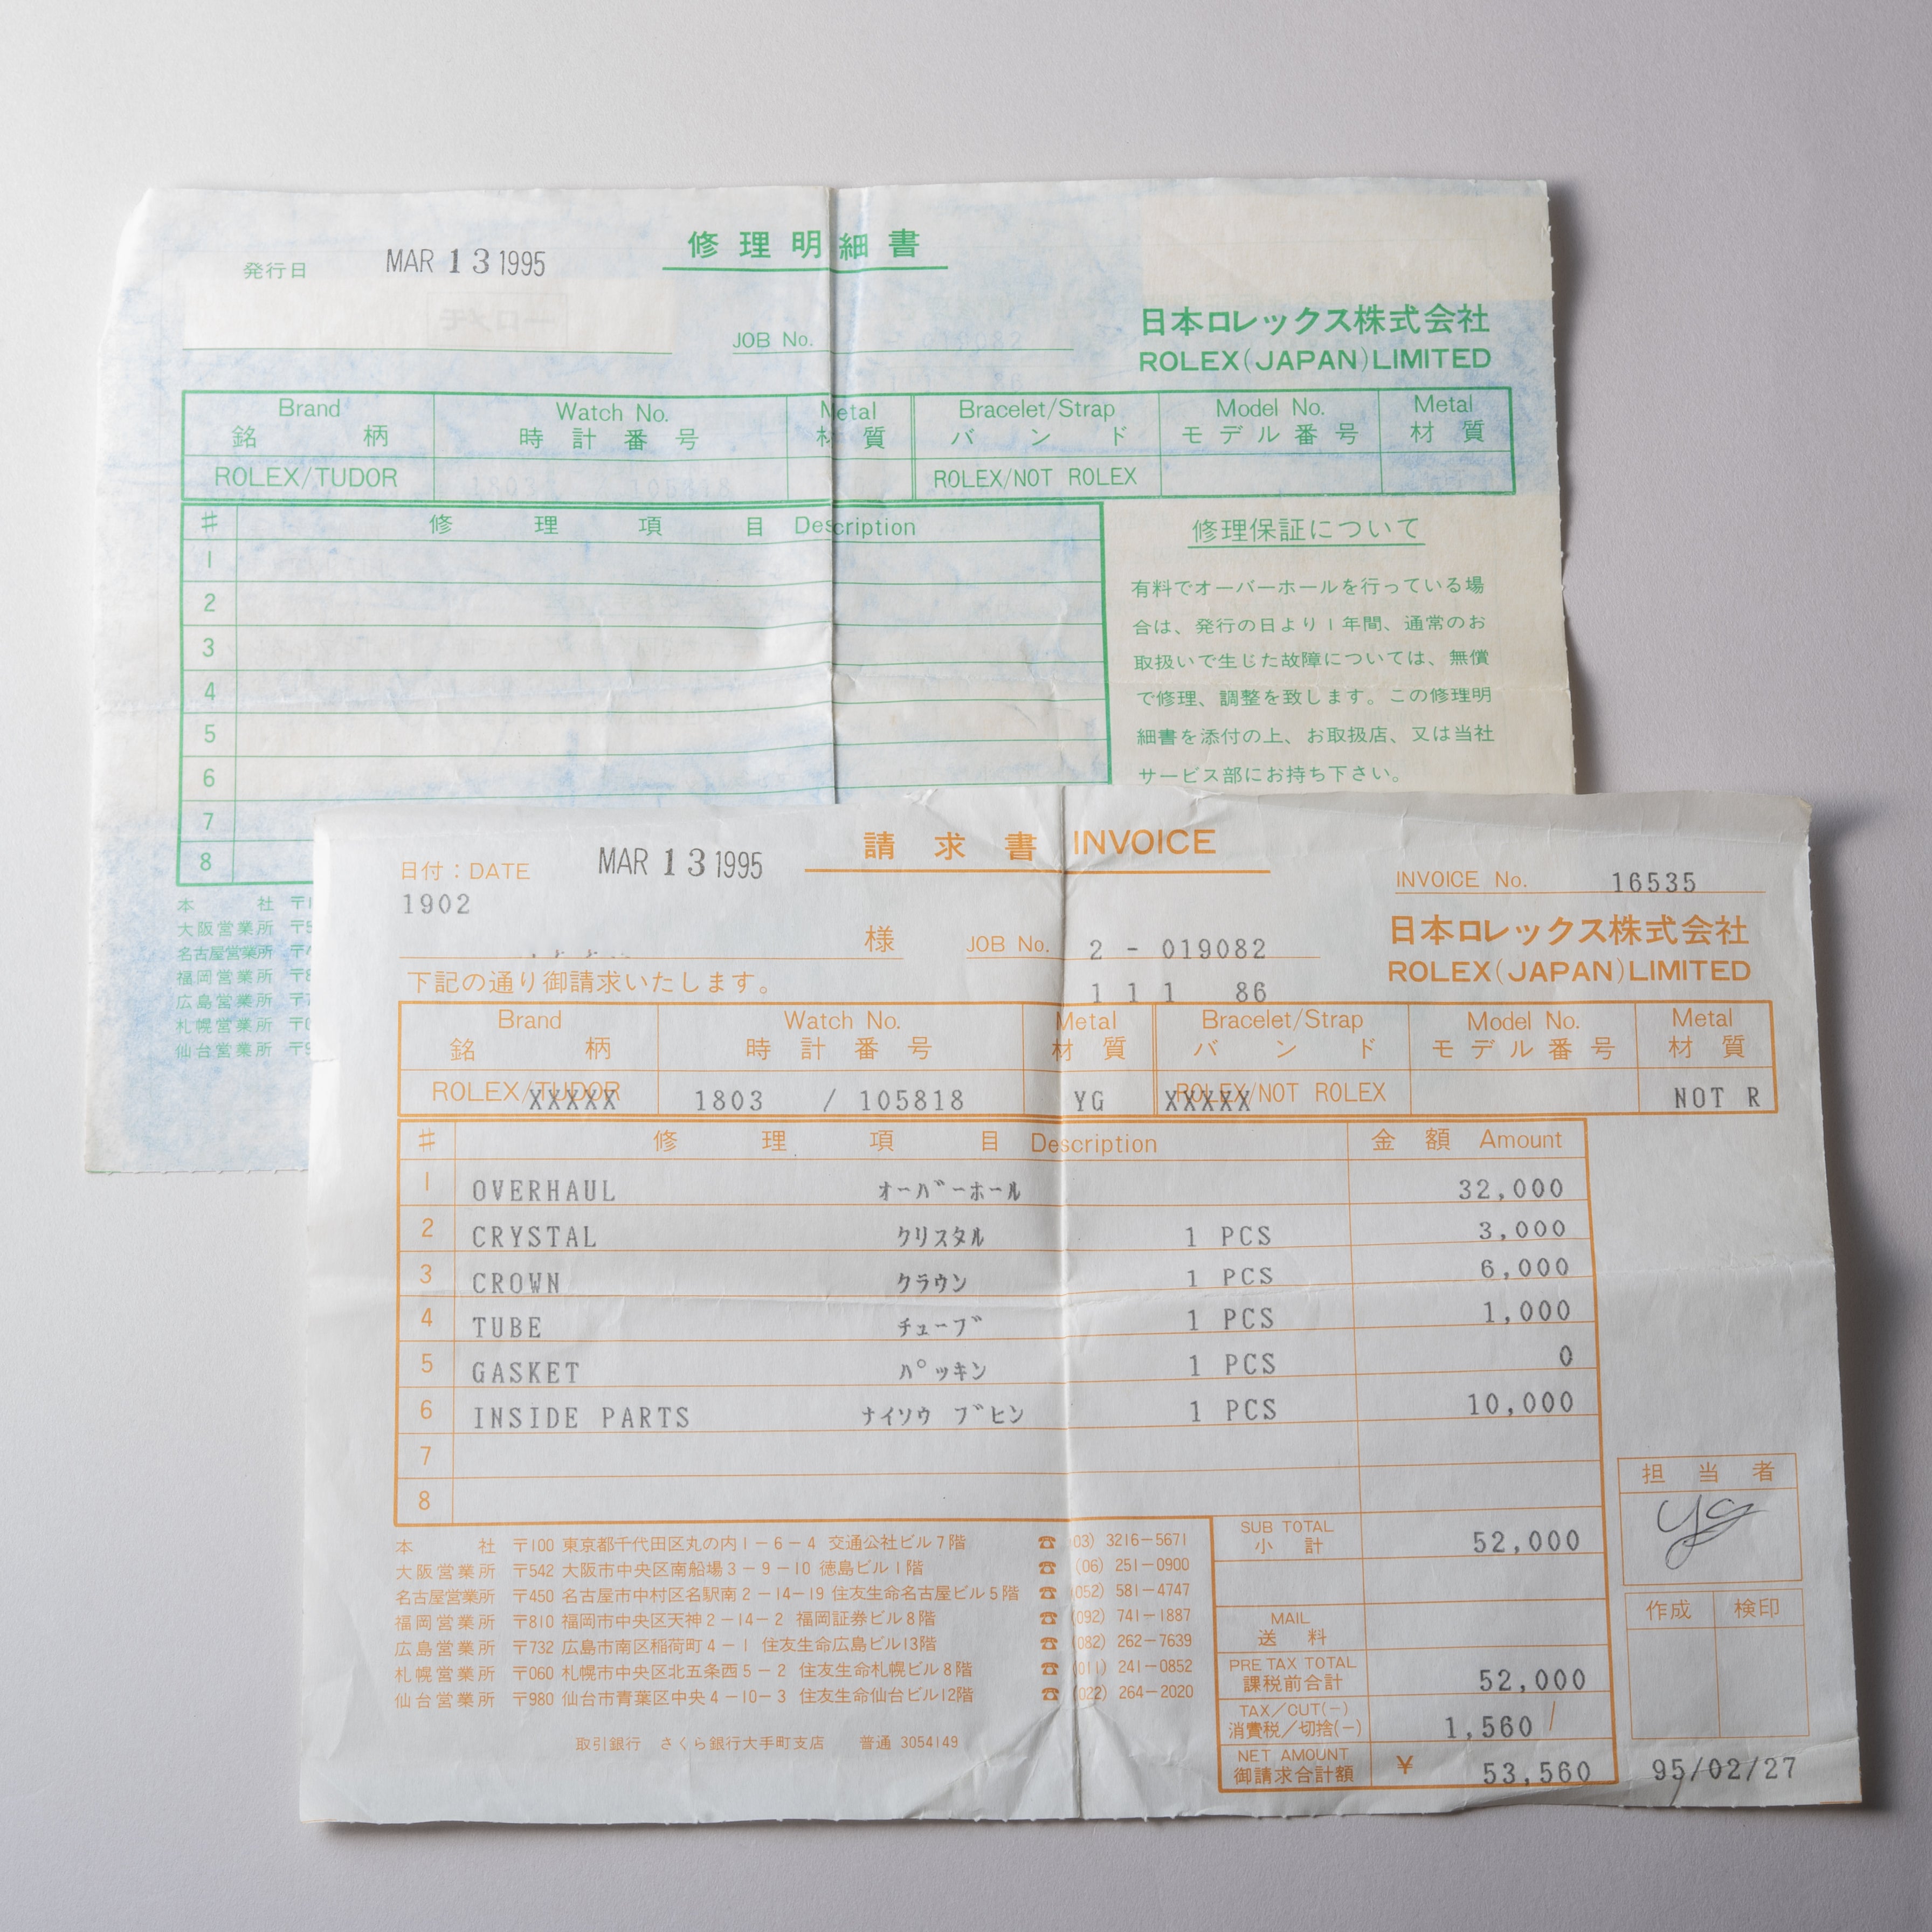 修理明細書
発行日 MAR 13 1995
JOB No. 019082
日本ロレックス株式会社
ROLEX(JAPAN)LIMITED
Brand Watch No. Metal Bracelet/Strap Model No. Metal
銘柄 時計番号 材質 バンド モデル番号 材質
ROLEX/TUDOR 1803 105818 ROLEX/NOT ROLEX
# 修理項目 Description
1
2
3
4
5
6
7
8
修理保証について
有料でオーバーホールを行っている場
合は、発行の日より1年間、通常のお
取扱いで生じた故障については、無償
で修理、調整を致します。この修理明
細書を添付の上、お取扱店、又は当社
サービス部にお持ち下さい。
本社 〒1
大阪営業所 〒5
名古屋営業所 〒4
福岡営業所 〒8
広島営業所 〒7
札幌営業所 〒0
仙台営業所 〒9
請求書 INVOICE
日付:DATE MAR 13 1995
1902
INVOICE No. 16535
様
JOB No. 2 - 019082
日本ロレックス株式会社
ROLEX(JAPAN)LIMITED
下記の通り御請求いたします。
1 1 1 86
Brand Watch No. Metal Bracelet/Strap Model No. Metal
銘柄 時計番号 材質 バンド モデル番号 材質
ROLEX/TUDOR XXXXX 1803 / 105818 YG ROLEX/NOT ROLEX XXXXX NOT R
# 修理項目 Description 金額 Amount
1 OVERHAUL オーバーホール 32,000
2 CRYSTAL クリスタル 1 PCS 3,000
3 CROWN クラウン 1 PCS 6,000
4 TUBE チューブ 1 PCS 1,000
5 GASKET パッキン 1 PCS 0
6 INSIDE PARTS ナイソウ ブヒン 1 PCS 10,000
7
8
本社 〒100 東京都千代田区丸の内1-6-4 交通公社ビル7階 ☎(03) 3216-5671
大阪営業所 〒542 大阪市中央区南船場3-9-10 徳島ビル1階 ☎(06) 251-0900
名古屋営業所 〒450 名古屋市中村区名駅南2-14-19 住友生命名古屋ビル5階 ☎(052) 581-4747
福岡営業所 〒810 福岡市中央区天神2-14-2 福岡証券ビル8階 ☎(092) 741-1887
広島営業所 〒732 広島市南区稲荷町4-1 住友生命広島ビル13階 ☎(082) 262-7639
札幌営業所 〒060 札幌市中央区北五条西5-2 住友生命札幌ビル8階 ☎(011) 241-0852
仙台営業所 〒980 仙台市青葉区中央4-10-3 住友生命仙台ビル12階 ☎(022) 264-2020
取引銀行 さくら銀行大手町支店 普通 3054149
SUB TOTAL
小計 52,000
MAIL
送料
PRE TAX TOTAL
課税前合計 52,000
TAX/CUT(-)
消費税/切捨(-) 1,560 /
NET AMOUNT
御請求合計額 ¥ 53,560
担当者
作成 検印
95/02/27